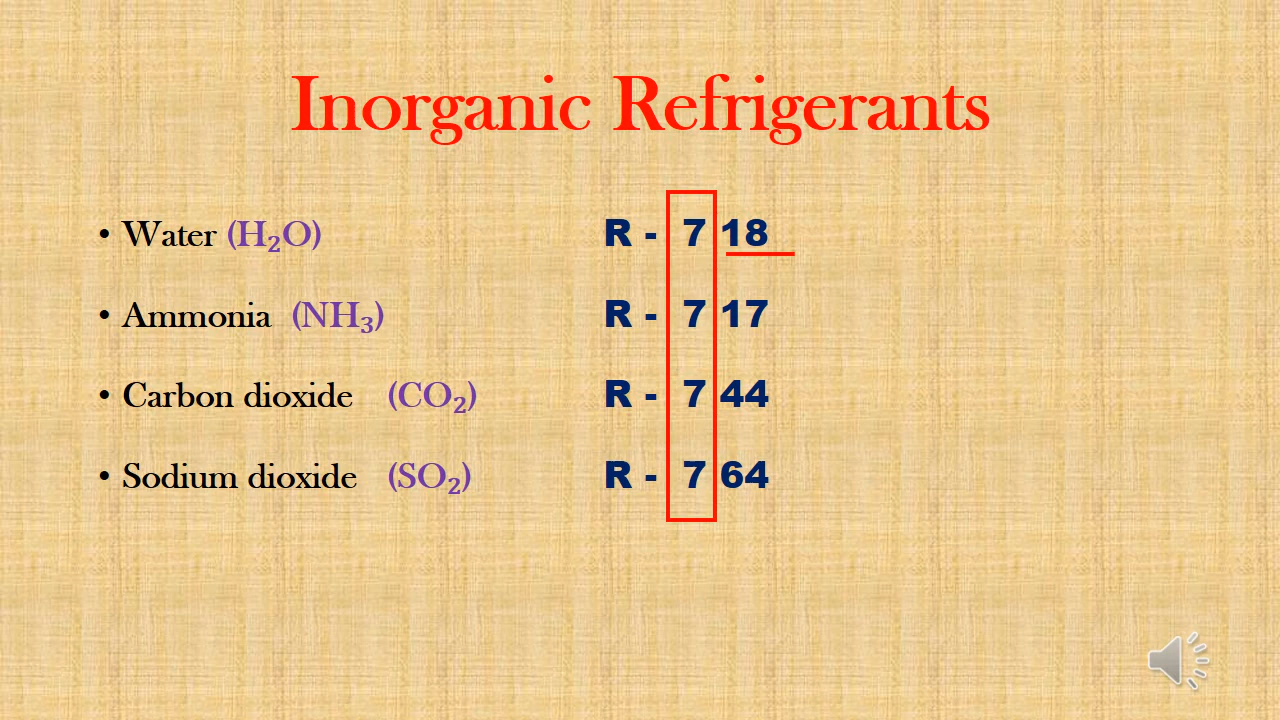 Inorganic Refrigerants
• Water (H₂O) R - 7 18
• Ammonia (NH₃) R - 7 17
• Carbon dioxide (CO₂) R - 7 44
• Sodium dioxide (SO₂) R - 7 64